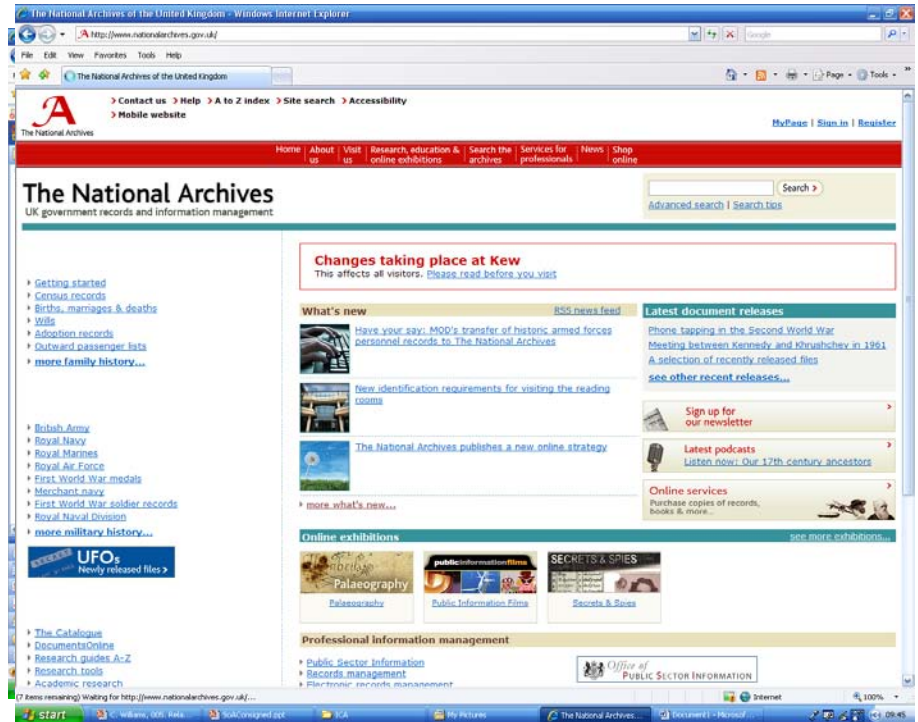 The National Archives of the United Kingdom - Windows Internet Explorer
http://www.nationalarchives.gov.uk/
Google
File Edit View Favorites Tools Help
The National Archives of the United Kingdom
Page Tools
Contact us Help A to Z index Site search Accessibility
Mobile website
The National Archives
MyPage | Sign in | Register
Home | About us | Visit us | Research, education & online exhibitions | Search the archives | Services for professionals | News | Shop online
The National Archives
UK government records and information management
Search
Advanced search | Search tips
Changes taking place at Kew
This affects all visitors. Please read before you visit
Getting started
Census records
Births, marriages & deaths
Wills
Adoption records
Outward passenger lists
more family history...
British Army
Royal Navy
Royal Marines
Royal Air Force
First World War medals
Merchant navy
First World War soldier records
Royal Naval Division
more military history...
SECRET
UFOs
Newly released files
The Catalogue
DocumentsOnline
Research guides A-Z
Research tools
Academic research
What's new
RSS news feed
Have your say: MOD's transfer of historic armed forces
personnel records to The National Archives
New identification requirements for visiting the reading
rooms
The National Archives publishes a new online strategy
more what's new...
Latest document releases
Phone tapping in the Second World War
Meeting between Kennedy and Khrushchev in 1961
A selection of recently released files
see other recent releases...
Sign up for
our newsletter
Latest podcasts
Listen now: Our 17th century ancestors
Online services
Purchase copies of records,
books & more...
Online exhibitions
see more exhibitions...
Palaeography
publicinformationfilms
SECRETS & SPIES
Palaeography
Public Information Films
Secrets & Spies
Professional information management
Public Sector Information
Records management
Electronic records management
Office of
PUBLIC SECTOR INFORMATION
(7 items remaining) Waiting for http://www.nationalarchives.gov.uk/...
Internet
100%
start
SoAConsigned.ppt
ICA
My Pictures
The National Archives...
Document1 - Microsof...
09:45